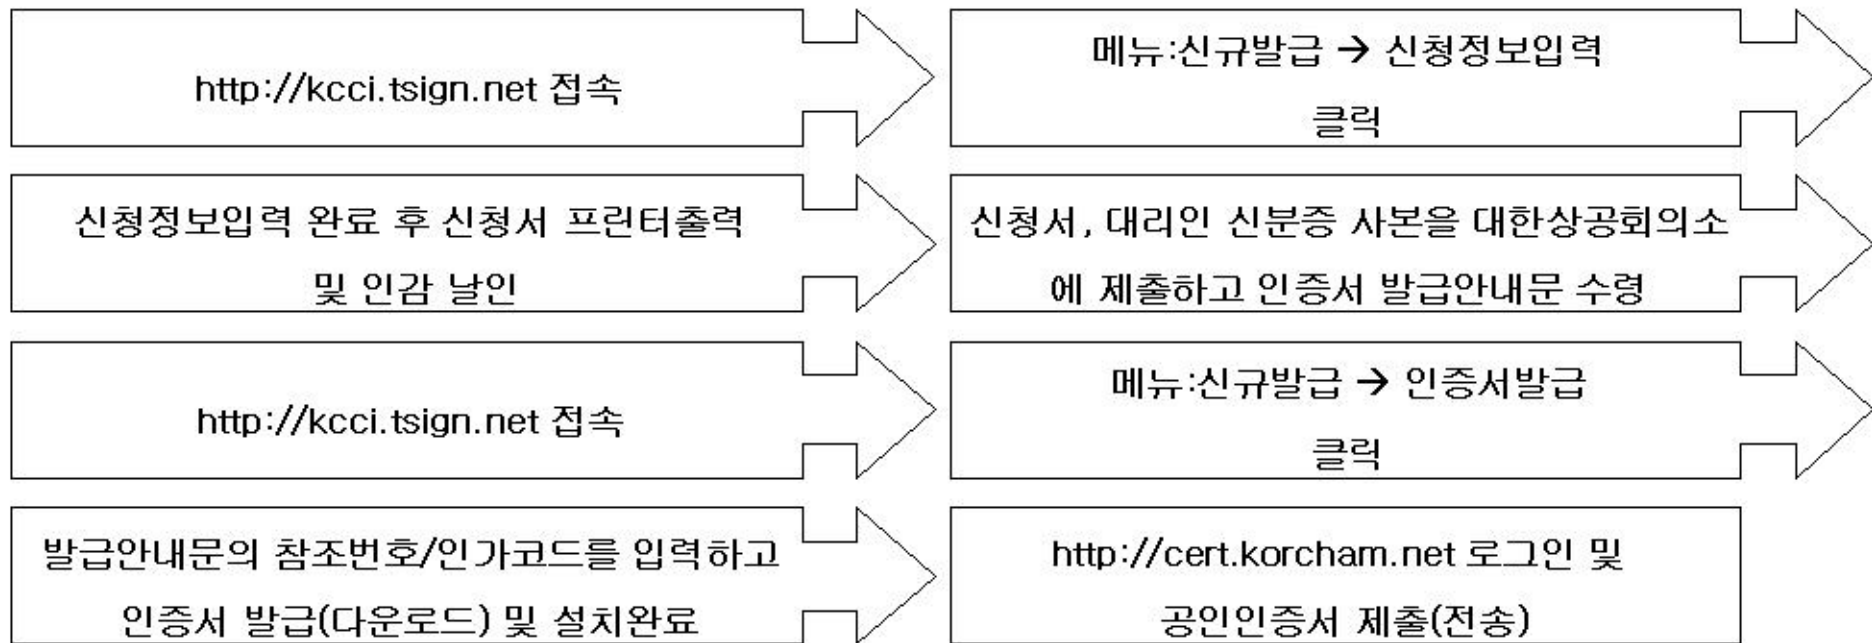 http://kcci.tsign.net 접속
메뉴:신규발급 → 신청정보입력
클릭
신청정보입력 완료 후 신청서 프린터출력
및 인감 날인
신청서, 대리인 신분증 사본을 대한상공회의소
에 제출하고 인증서 발급안내문 수령
http://kcci.tsign.net 접속
메뉴:신규발급 → 인증서발급
클릭
발급안내문의 참조번호/인가코드를 입력하고
인증서 발급(다운로드) 및 설치완료
http://cert.korcham.net 로그인 및
공인인증서 제출(전송)